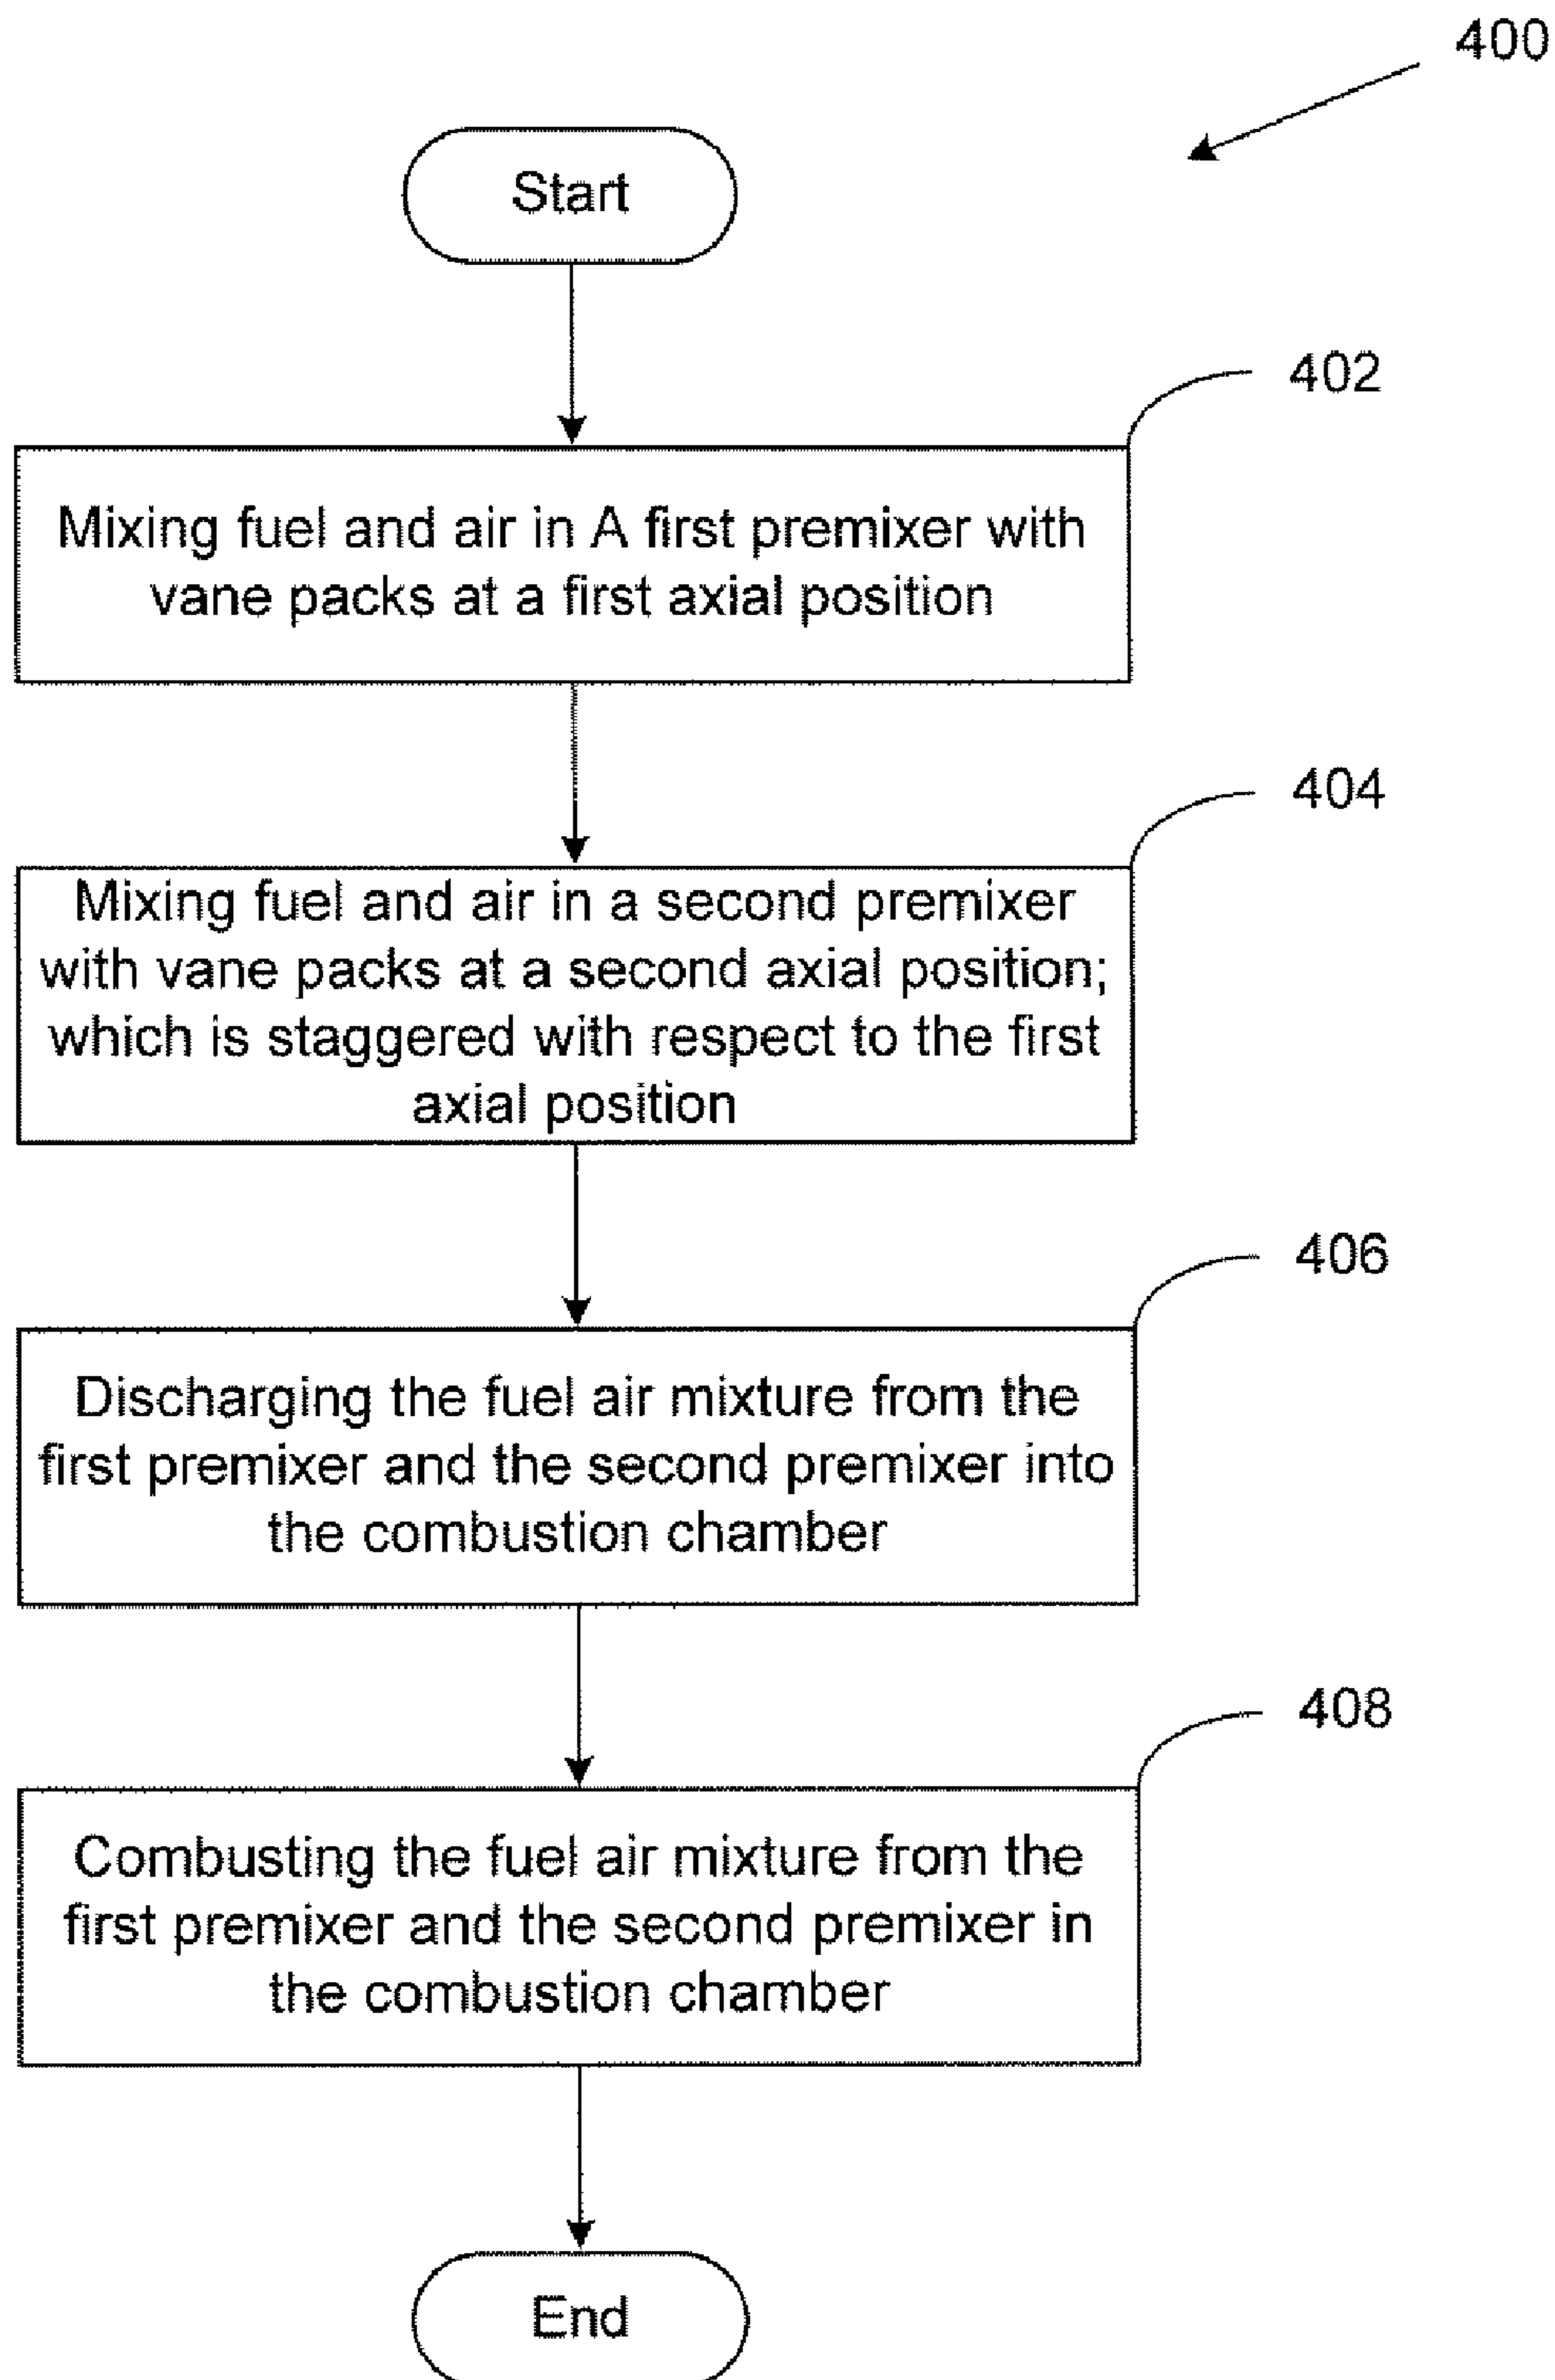 400
Start
402
Mixing fuel and air in A first premixer with
vane packs at a first axial position
404
Mixing fuel and air in a second premixer
with vane packs at a second axial position;
which is staggered with respect to the first
axial position
406
Discharging the fuel air mixture from the
first premixer and the second premixer into
the combustion chamber
408
Combusting the fuel air mixture from the
first premixer and the second premixer in
the combustion chamber
End